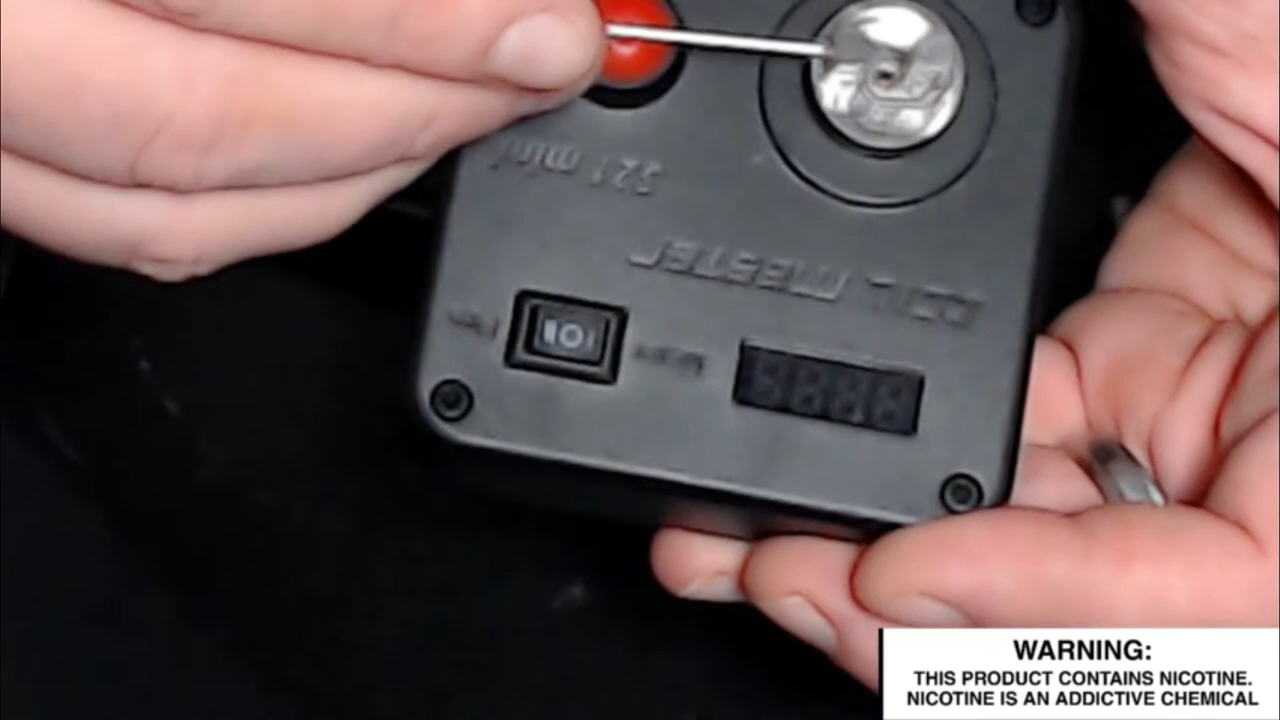 521 mini
COIL MASTER
WARNING:
THIS PRODUCT CONTAINS NICOTINE.
NICOTINE IS AN ADDICTIVE CHEMICAL